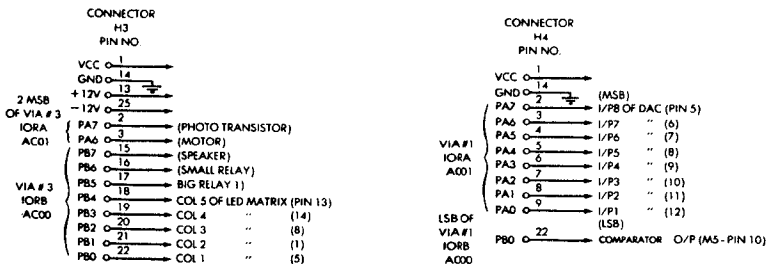 CONNECTOR
H3
PIN NO.
VCC 1
GND 14
+12V 13
-12V 25
2 MSB
OF VIA # 3
IORA
AC01
PA7 2 (PHOTO TRANSISTOR)
PA6 3 (MOTOR)
VIA # 3
IORB
AC00
PB7 15 (SPEAKER)
PB6 16 (SMALL RELAY)
PB5 17 BIG RELAY 1)
PB4 18 COL 5 OF LED MATRIX (PIN 13)
PB3 19 COL 4 " (14)
PB2 20 COL 3 " (8)
PB1 21 COL 2 " (1)
PB0 22 COL 1 " (5)
CONNECTOR
H4
PIN NO.
VCC 1
GND 14
(MSB)
VIA #1
IORA
A001
PA7 2 I/P8 OF DAC (PIN 5)
PA6 3 I/P7 " (6)
PA5 4 I/P6 " (7)
PA4 5 I/P5 " (8)
PA3 6 I/P4 " (9)
PA2 7 I/P3 " (10)
PA1 8 I/P2 " (11)
PA0 9 I/P1 " (12)
(LSB)
LSB OF
VIA #1
IORB
A000
PB0 22 COMPARATOR O/P (M5 - PIN 10)